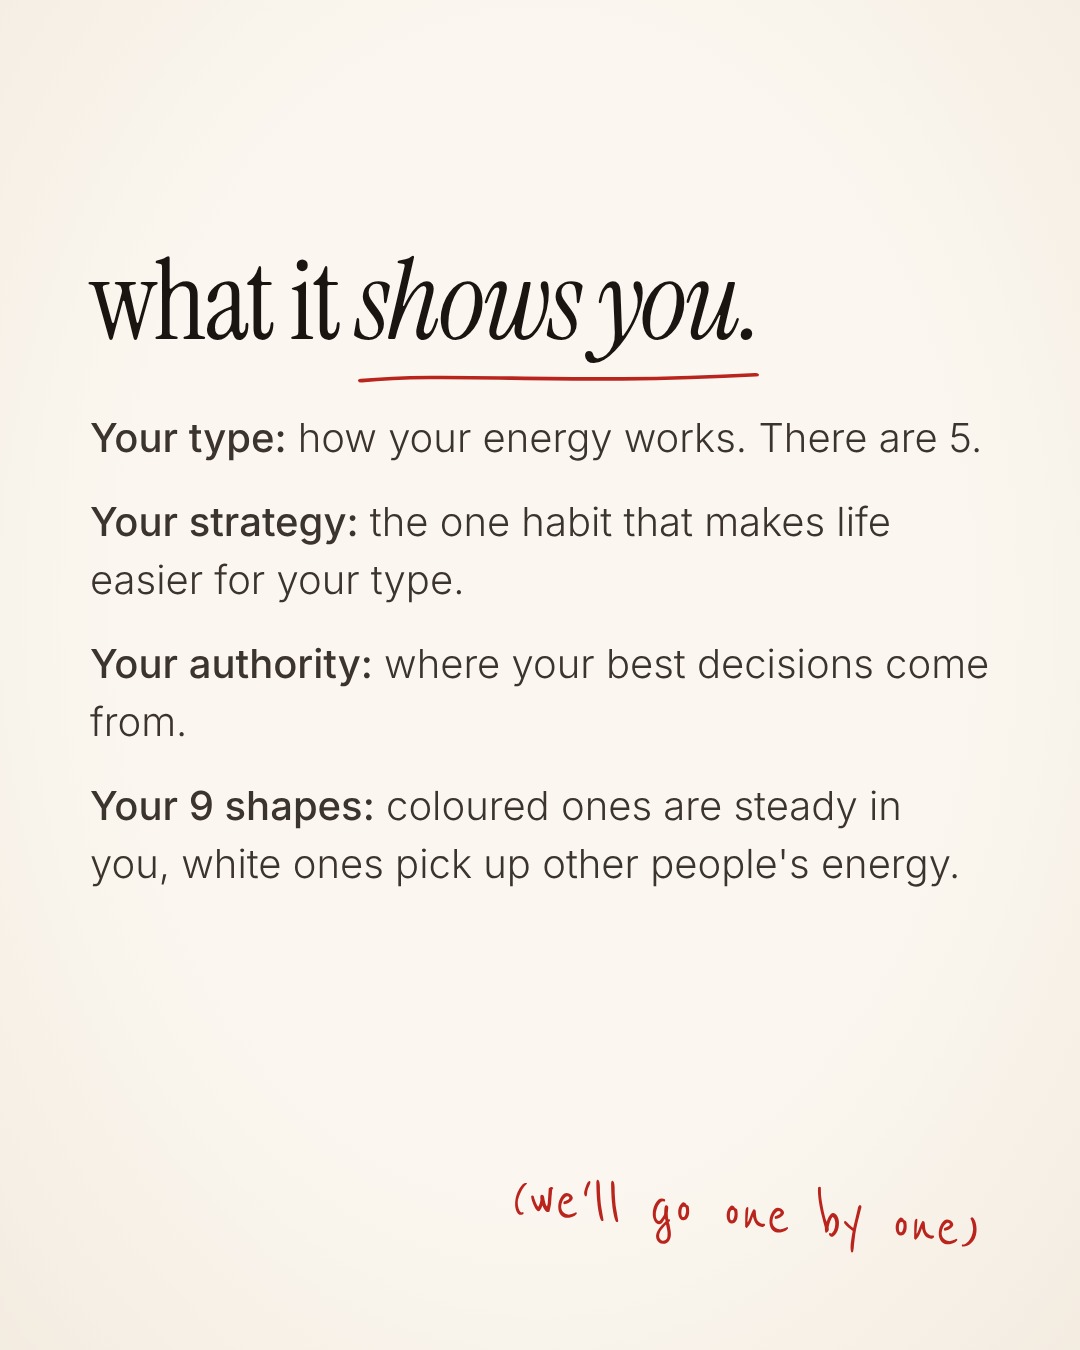 what it shows you.
Your type: how your energy works. There are 5.
Your strategy: the one habit that makes life
easier for your type.
Your authority: where your best decisions come
from.
Your 9 shapes: coloured ones are steady in
you, white ones pick up other people's energy.
(we'll go one by one)